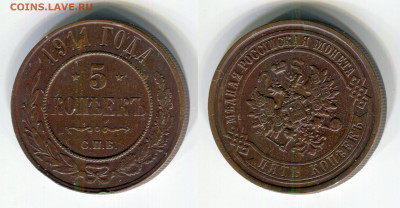 COINS.LAVE.RU
1911 ГОДА
5
КОПѢЕКЪ
С.П.Б.
МѢДНАЯ РОССІЙСКАЯ МОНЕТА
ПЯТЬ КОПѢЕКЪ